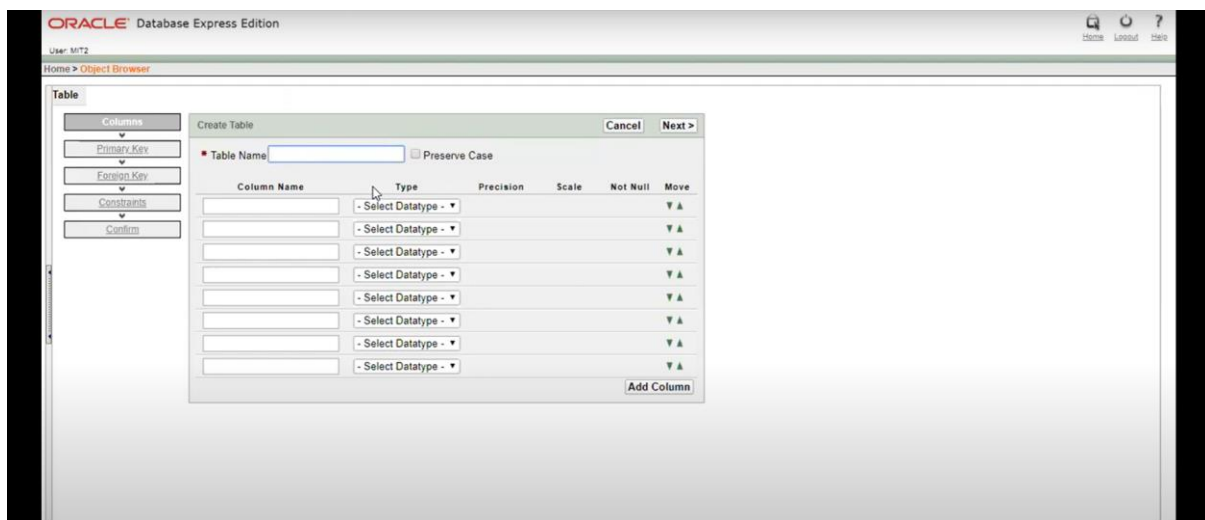 ORACLE Database Express Edition
Home Logout Help
User: MIT2
Home > Object Browser
Table
Columns
Primary Key
Foreign Key
Constraints
Confirm
Create Table Cancel Next >
Table Name Preserve Case
Column Name Type Precision Scale Not Null Move
- Select Datatype -
- Select Datatype -
- Select Datatype -
- Select Datatype -
- Select Datatype -
- Select Datatype -
- Select Datatype -
- Select Datatype -
Add Column